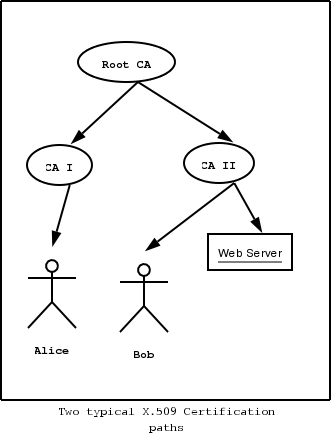 Root CA
CA I
CA II
Web Server
Alice
Bob
Two typical X.509 Certification
paths